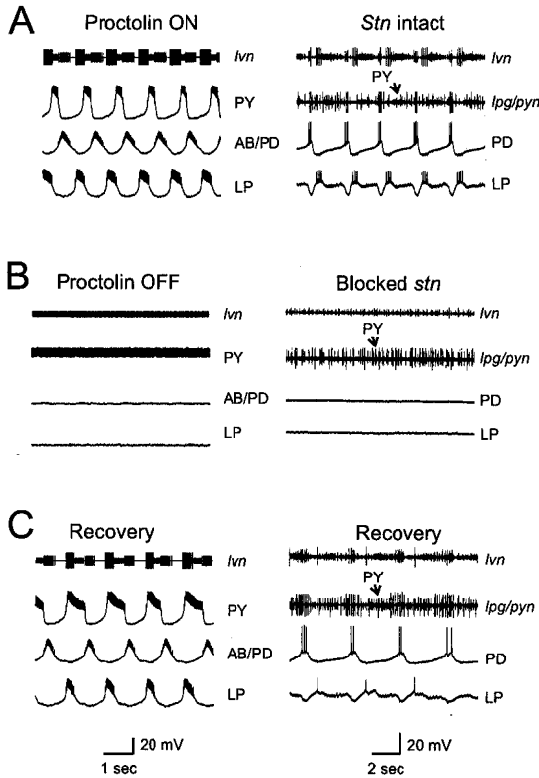 A
Proctolin ON
Stn intact
lvn
PY
AB/PD
LP
lvn
PY
lpg/pyn
PD
LP
B
Proctolin OFF
Blocked stn
lvn
PY
AB/PD
LP
lvn
PY
lpg/pyn
PD
LP
C
Recovery
Recovery
lvn
PY
AB/PD
LP
lvn
PY
lpg/pyn
PD
LP
20 mV
1 sec
20 mV
2 sec